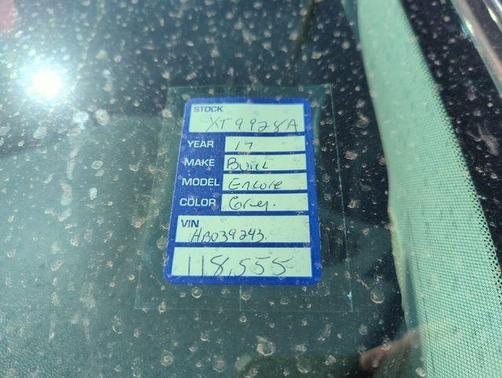 STOCK
XT9928A
YEAR 17
MAKE Buick
MODEL Encore
COLOR Grey.
VIN
HB039243
118,555